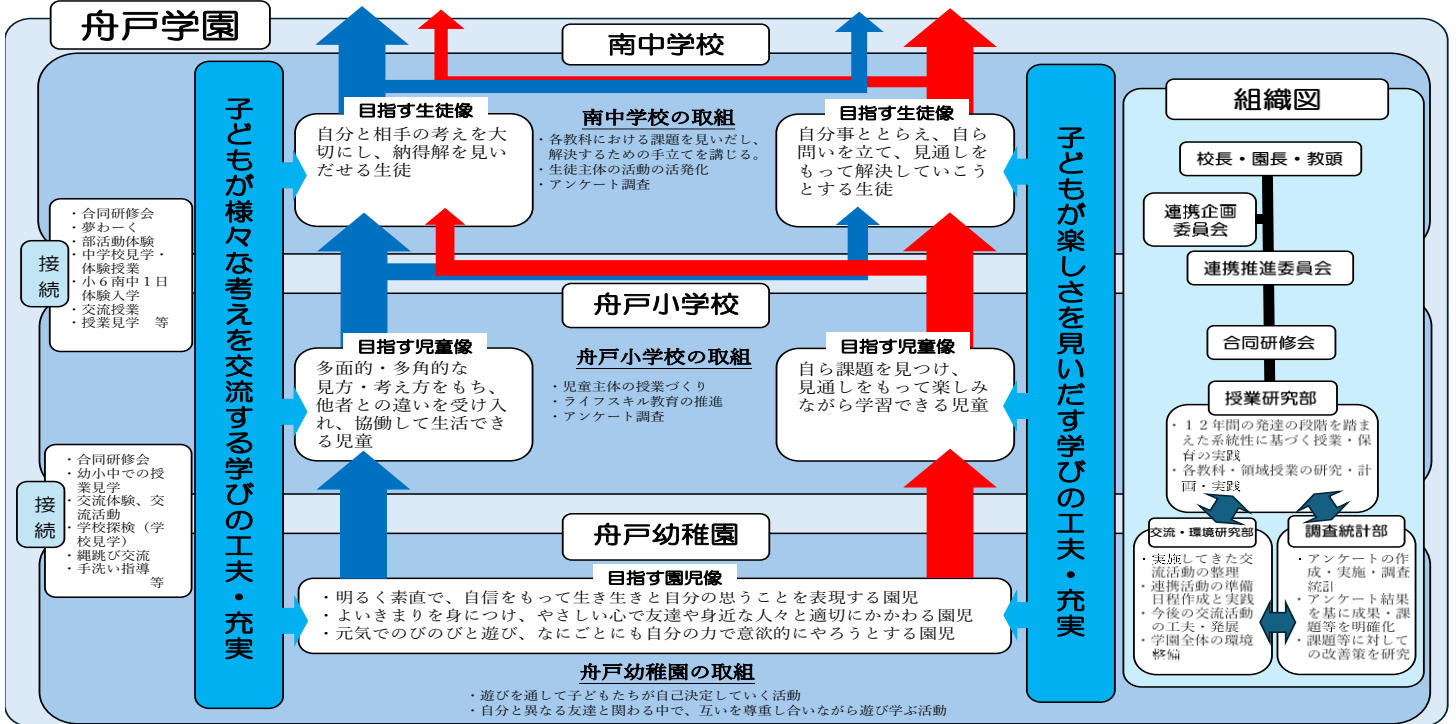 舟戸学園
南中学校
子どもが様々な考えを交流する学びの工夫・充実
目指す生徒像
自分と相手の考えを大
切にし、納得解を見い
だせる生徒
南中学校の取組
・各教科における課題を見いだし、
解決するための手立てを講じる。
・生徒主体の活動の活発化
・アンケート調査
目指す生徒像
自分事ととらえ、自ら
問いを立て、見通しを
もって解決していこう
とする生徒
子どもが楽しさを見いだす学びの工夫・充実
接続
・合同研修会
・夢わーく
・部活動体験
・中学校見学・
体験授業
・小６南中１日
体験入学
・交流授業
・授業見学　等
舟戸小学校
目指す児童像
多面的・多角的な
見方・考え方をもち、
他者との違いを受け入
れ、協働して生活でき
る児童
舟戸小学校の取組
・児童主体の授業づくり
・ライフスキル教育の推進
・アンケート調査
目指す児童像
自ら課題を見つけ、
見通しをもって楽しみ
ながら学習できる児童
接続
・合同研修会
・幼小中での授
業見学
・交流体験、交
流活動
・学校探検（学
校見学）
・縄跳び交流
・手洗い指導
等
舟戸幼稚園
目指す園児像
・明るく素直で、自信をもって生き生きと自分の思うことを表現する園児
・よいきまりを身につけ、やさしい心で友達や身近な人々と適切にかかわる園児
・元気でのびのびと遊び、なにごとにも自分の力で意欲的にやろうとする園児
舟戸幼稚園の取組
・遊びを通して子どもたちが自己決定していく活動
・自分と異なる友達と関わる中で、互いを尊重し合いながら遊び学ぶ活動
組織図
校長・園長・教頭
連携企画
委員会
連携推進委員会
合同研修会
授業研究部
・１２年間の発達の段階を踏ま
えた系統性に基づく授業・保
育の実践
・各教科・領域授業の研究・計
画・実践
交流・環境研究部
・実施してきた交
流活動の整理
・連携活動の準備
日程作成と実践
・今後の交流活動
の工夫・発展
・学園全体の環境
整備
調査統計部
・アンケートの作
成・実施・調査
統計
・アンケート結果
を基に成果・課
題等を明確化
・課題等に対して
の改善策を研究